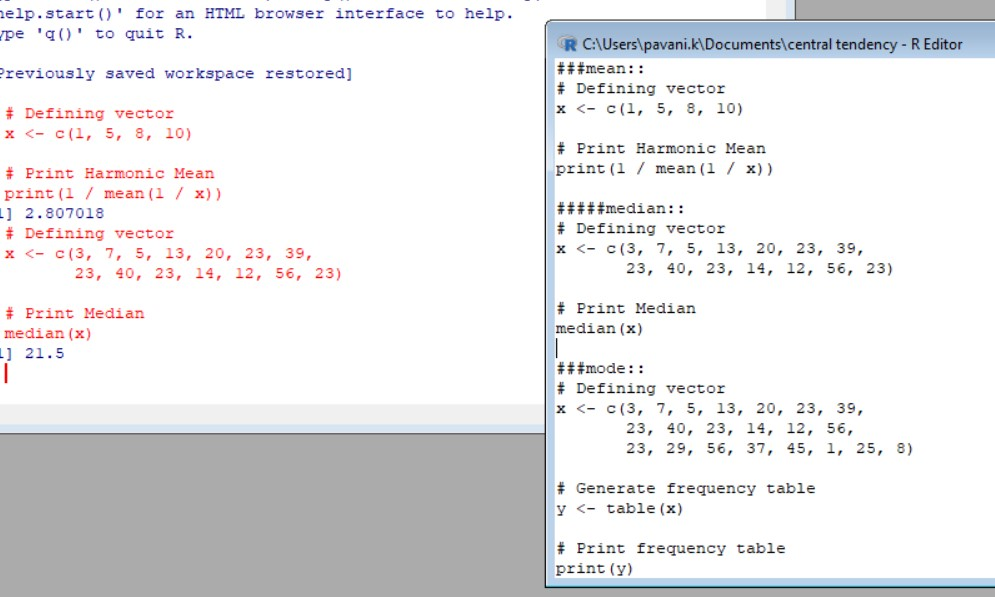 help.start()' for an HTML browser interface to help.
ype 'q()' to quit R.
Previously saved workspace restored]
# Defining vector
x <- c(1, 5, 8, 10)
# Print Harmonic Mean
print(1 / mean(1 / x))
1] 2.807018
# Defining vector
x <- c(3, 7, 5, 13, 20, 23, 39,
23, 40, 23, 14, 12, 56, 23)
# Print Median
median(x)
1] 21.5
C:\Users\pavani.k\Documents\central tendency - R Editor
###mean::
# Defining vector
x <- c(1, 5, 8, 10)
# Print Harmonic Mean
print(1 / mean(1 / x))
#####median::
# Defining vector
x <- c(3, 7, 5, 13, 20, 23, 39,
23, 40, 23, 14, 12, 56, 23)
# Print Median
median(x)
###mode::
# Defining vector
x <- c(3, 7, 5, 13, 20, 23, 39,
23, 40, 23, 14, 12, 56,
23, 29, 56, 37, 45, 1, 25, 8)
# Generate frequency table
y <- table(x)
# Print frequency table
print(y)